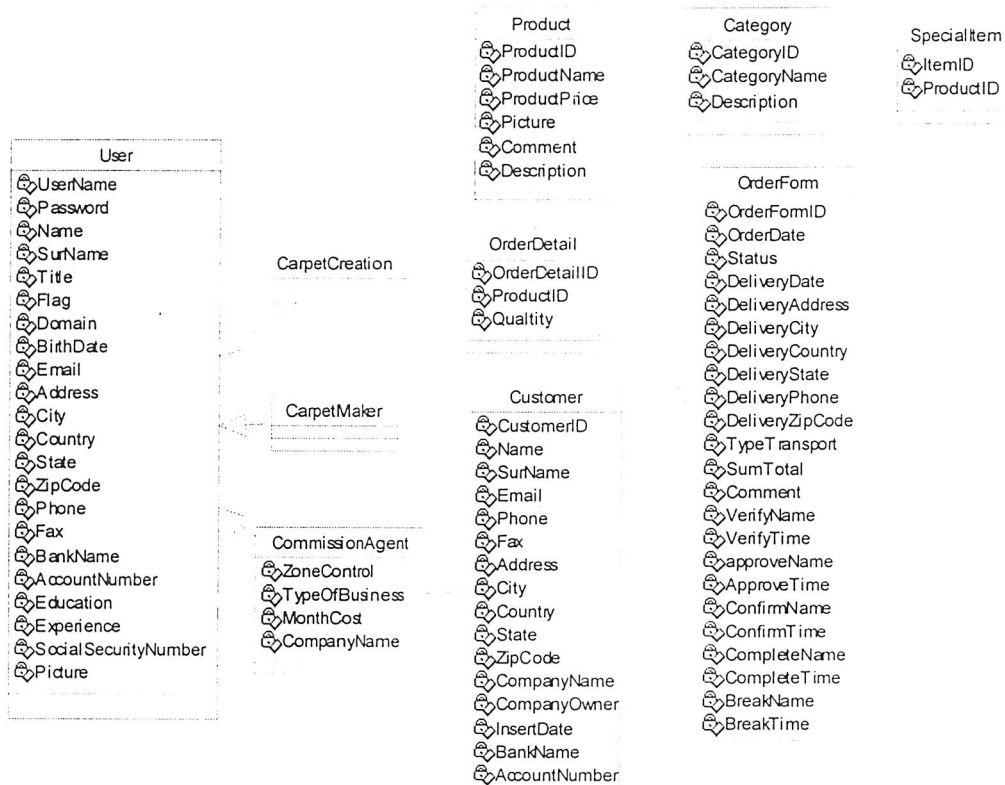 Product
ProductID
ProductName
ProductPrice
Picture
Comment
Description
Category
CategoryID
CategoryName
Description
SpecialItem
ItemID
ProductID
User
UserName
Password
Name
SurName
Title
Flag
Domain
BirthDate
Email
Address
City
Country
State
ZipCode
Phone
Fax
BankName
AccountNumber
Education
Experience
SocialSecurityNumber
Picture
CarpetCreation
CarpetMaker
CommissionAgent
ZoneControl
TypeOfBusiness
MonthCost
CompanyName
OrderDetail
OrderDetailID
ProductID
Qualtity
Customer
CustomerID
Name
SurName
Email
Phone
Fax
Address
City
Country
State
ZipCode
CompanyName
CompanyOwner
InsertDate
BankName
AccountNumber
OrderForm
OrderFormID
OrderDate
Status
DeliveryDate
DeliveryAddress
DeliveryCity
DeliveryCountry
DeliveryState
DeliveryPhone
DeliveryZipCode
TypeTransport
SumTotal
Comment
VerifyName
VerifyTime
approveName
ApproveTime
ConfirmName
ConfirmTime
CompleteName
CompleteTime
BreakName
BreakTime